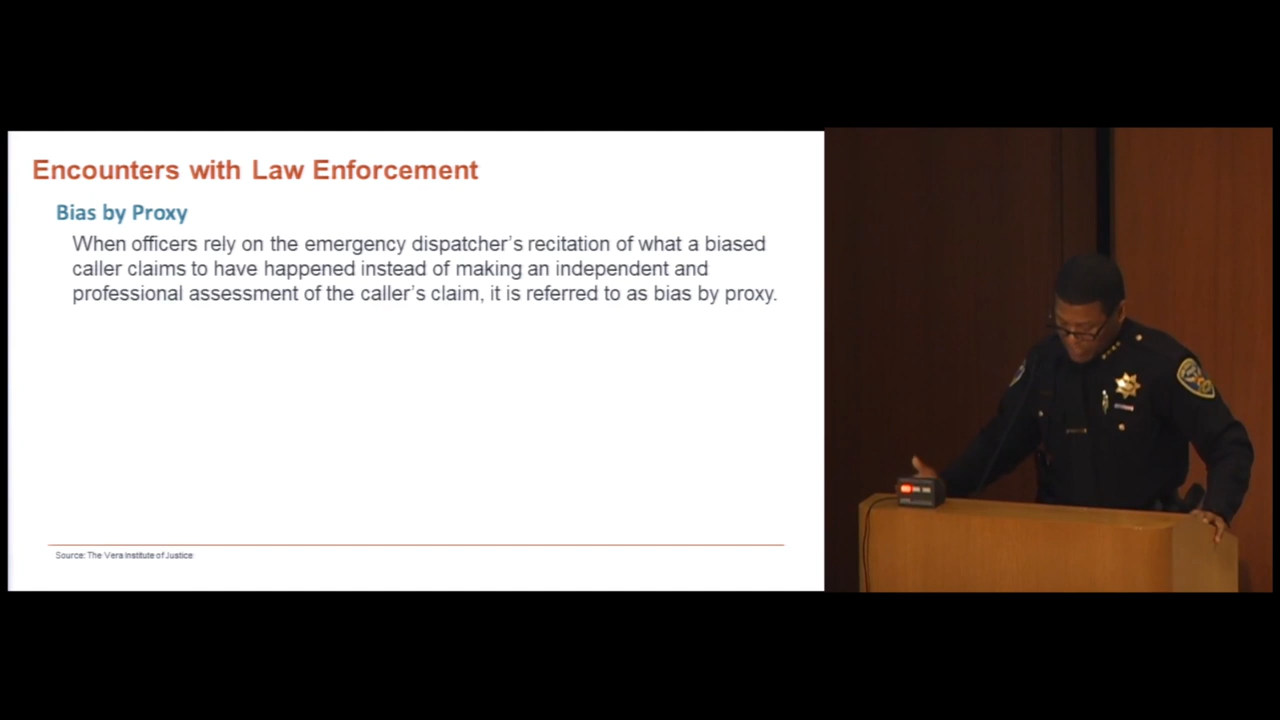 Encounters with Law Enforcement
Bias by Proxy
When officers rely on the emergency dispatcher's recitation of what a biased
caller claims to have happened instead of making an independent and
professional assessment of the caller's claim, it is referred to as bias by proxy.
Source: The Vera Institute of Justice